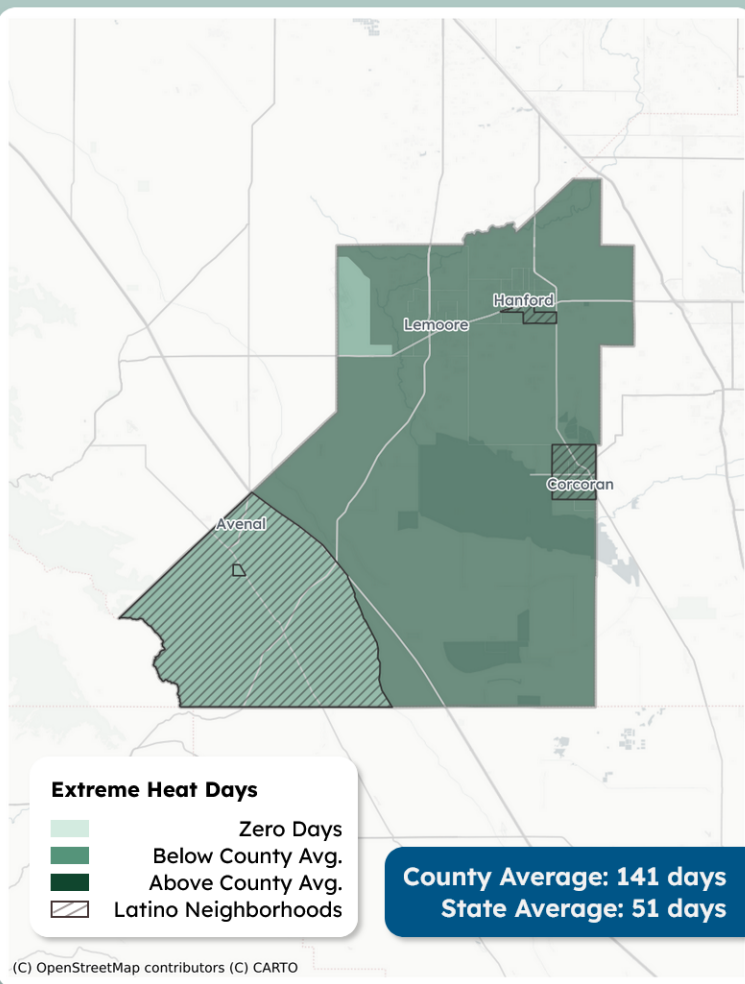 Hanford
Lemoore
Corcoran
Avenal
Extreme Heat Days
Zero Days
Below County Avg.
Above County Avg.
Latino Neighborhoods
County Average: 141 days
State Average: 51 days
(C) OpenStreetMap contributors (C) CARTO